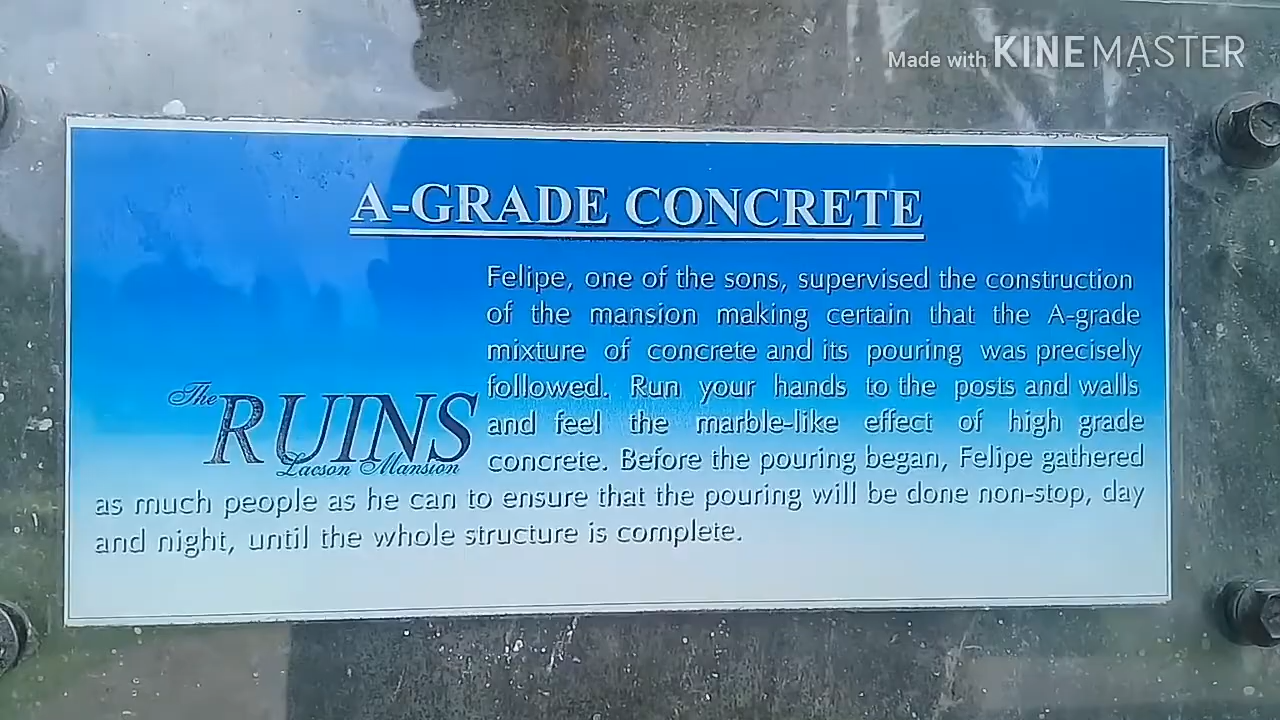 Made with KINEMASTER
A-GRADE CONCRETE
Felipe, one of the sons, supervised the construction
of the mansion making certain that the A-grade
mixture of concrete and its pouring was precisely
followed. Run your hands to the posts and walls
and feel the marble-like effect of high grade
concrete. Before the pouring began, Felipe gathered
The
RUINS
Lacson Mansion
as much people as he can to ensure that the pouring will be done non-stop, day
and night, until the whole structure is complete.